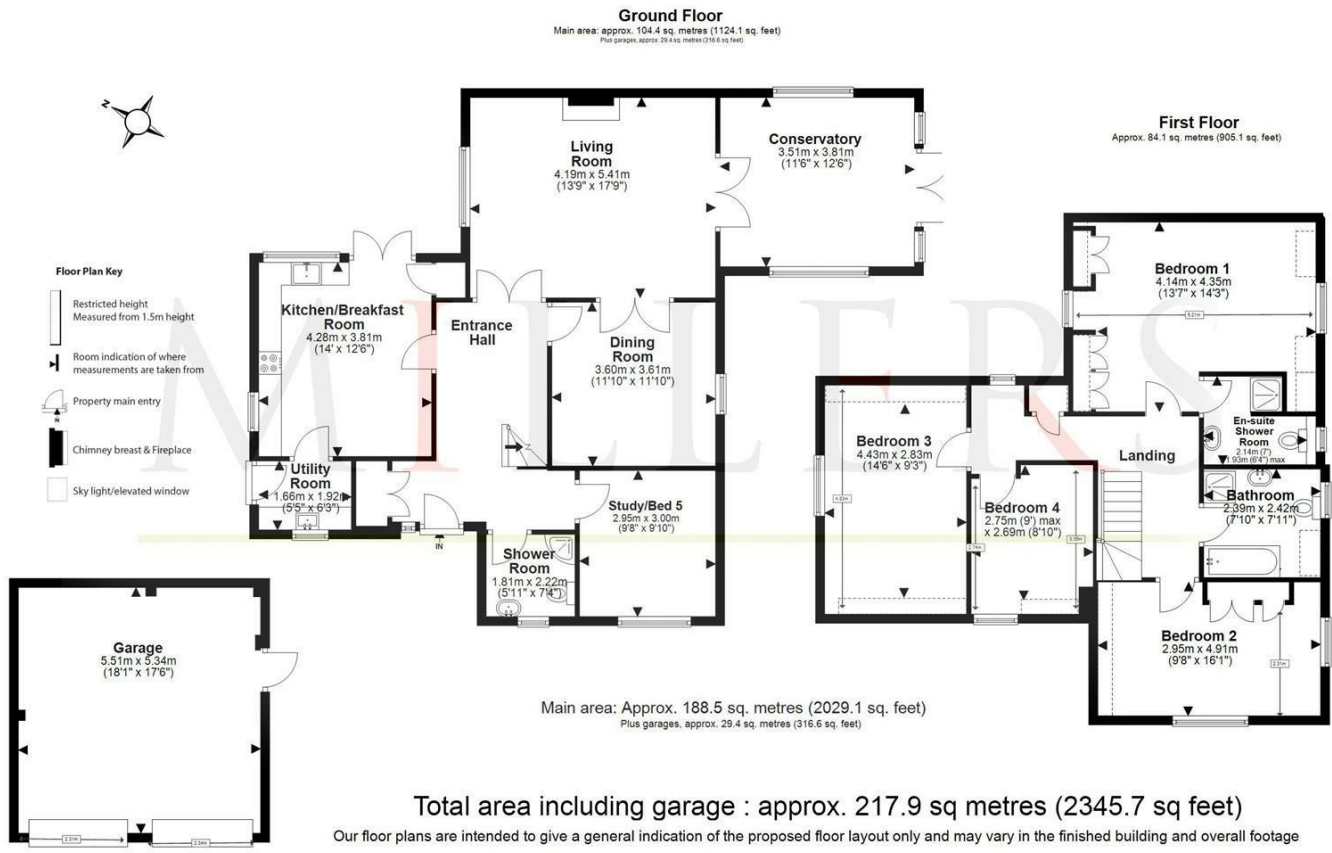 Ground Floor
Main area: approx. 104.4 sq. metres (1124.1 sq. feet)
Plus garages, approx. 29.4 sq. metres (316.6 sq. feet)
N
First Floor
Approx. 84.1 sq. metres (905.1 sq. feet)
Living
Room
4.19m x 5.41m
(13'9" x 17'9")
Conservatory
3.51m x 3.81m
(11'6" x 12'6")
Floor Plan Key
Restricted height
Measured from 1.5m height
Room indication of where
measurements are taken from
IN
Property main entry
Chimney breast & Fireplace
Sky light/elevated window
MILLERS
Kitchen/Breakfast
Room
4.28m x 3.81m
(14' x 12'6")
Entrance
Hall
Dining
Room
3.60m x 3.61m
(11'10" x 11'10")
Utility
Room
1.66m x 1.92m
(5'5" x 6'3")
IN
Shower
Room
1.81m x 2.22m
(5'11" x 7'4")
Study/Bed 5
2.95m x 3.00m
(9'8" x 9'10")
Garage
5.51m x 5.34m
(18'1" x 17'6")
2.31m
2.34m
Bedroom 1
4.14m x 4.35m
(13'7" x 14'3")
5.21m
En-suite
Shower
Room
2.14m (7')
1.93m (6'4") max
Landing
Bedroom 3
4.43m x 2.83m
(14'6" x 9'3")
Bedroom 4
2.75m (9') max
x 2.69m (8'10")
2.74m
Bathroom
2.39m x 2.42m
(7'10" x 7'11")
Bedroom 2
2.95m x 4.91m
(9'8" x 16'1")
2.31m
Main area: Approx. 188.5 sq. metres (2029.1 sq. feet)
Plus garages, approx. 29.4 sq. metres (316.6 sq. feet)
Total area including garage : approx. 217.9 sq metres (2345.7 sq feet)
Our floor plans are intended to give a general indication of the proposed floor layout only and may vary in the finished building and overall footage